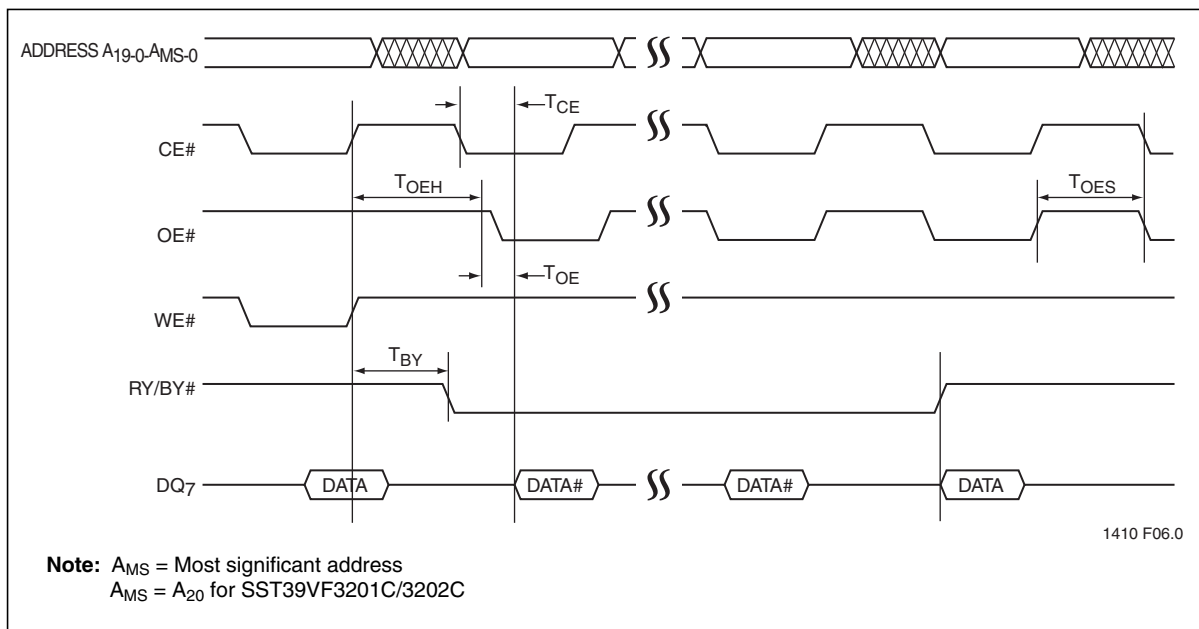 ADDRESS A19-0-AMS-0
TCE
CE#
TOEH
TOES
OE#
TOE
WE#
TBY
RY/BY#
DQ7
DATA
DATA#
DATA#
DATA
1410 F06.0
Note: AMS = Most significant address
AMS = A20 for SST39VF3201C/3202C